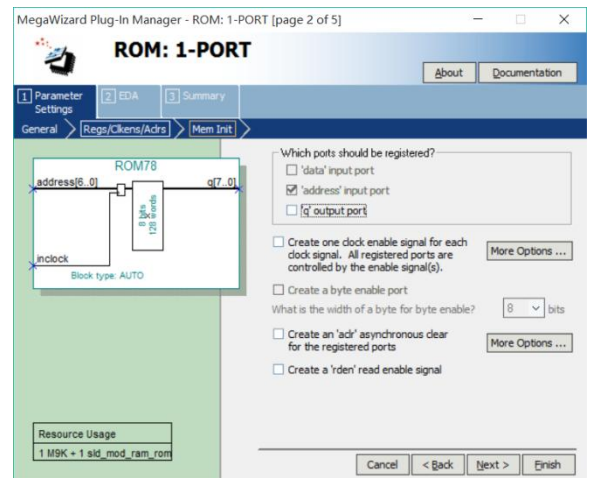 MegaWizard Plug-In Manager - ROM: 1-PORT [page 2 of 5]
ROM: 1-PORT
About
Documentation
1 Parameter Settings
2 EDA
3 Summary
General
Regs/Clkens/Aclrs
Mem Init
ROM78
address[6..0]
q[7..0]
8 bits
128 words
inclock
Block type: AUTO
Resource Usage
1 M9K + 1 sld_mod_ram_rom
Which ports should be registered?
'data' input port
'address' input port
'q' output port
Create one clock enable signal for each
clock signal. All registered ports are
controlled by the enable signal(s).
More Options ...
Create a byte enable port
What is the width of a byte for byte enable?
8
bits
Create an 'aclr' asynchronous clear
for the registered ports
More Options ...
Create a 'rden' read enable signal
Cancel
< Back
Next >
Finish